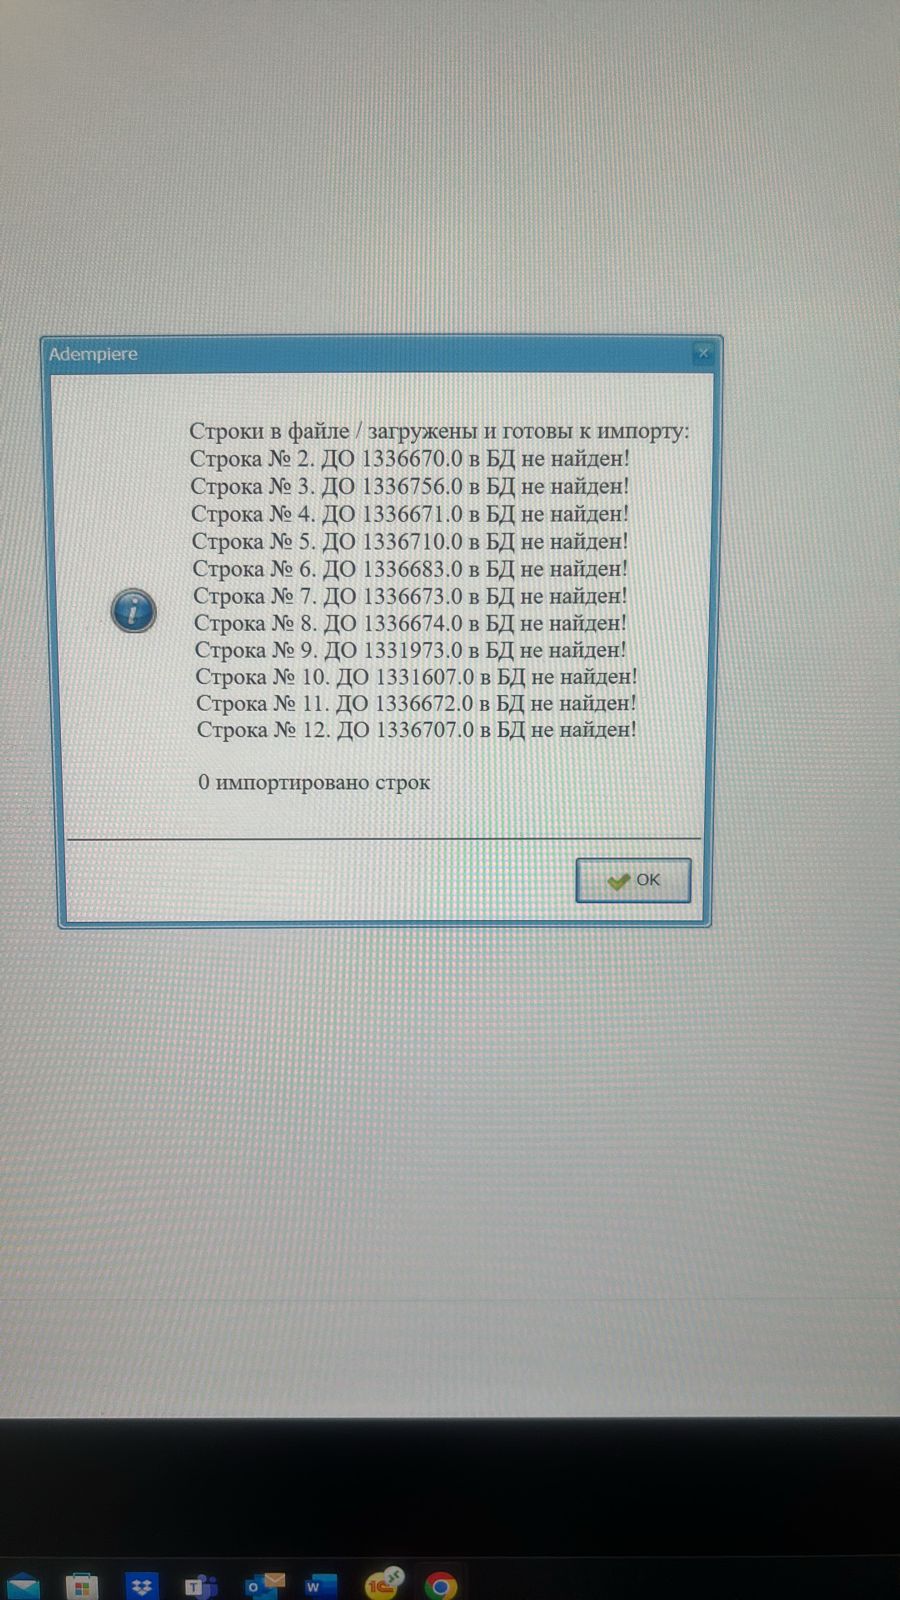 Adempiere
Строки в файле / загружены и готовы к импорту:
Строка № 2. ДО 1336670.0 в БД не найден!
Строка № 3. ДО 1336756.0 в БД не найден!
Строка № 4. ДО 1336671.0 в БД не найден!
Строка № 5. ДО 1336710.0 в БД не найден!
Строка № 6. ДО 1336683.0 в БД не найден!
Строка № 7. ДО 1336673.0 в БД не найден!
Строка № 8. ДО 1336674.0 в БД не найден!
Строка № 9. ДО 1331973.0 в БД не найден!
Строка № 10. ДО 1331607.0 в БД не найден!
Строка № 11. ДО 1336672.0 в БД не найден!
Строка № 12. ДО 1336707.0 в БД не найден!
0 импортировано строк
OK